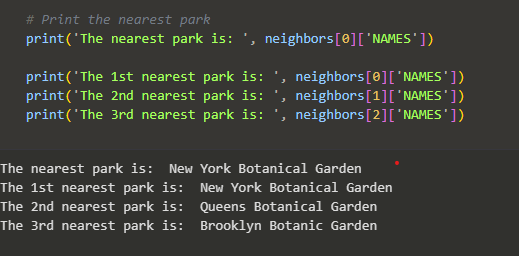 # Print the nearest park
print('The nearest park is: ', neighbors[0]['NAMES'])
print('The 1st nearest park is: ', neighbors[0]['NAMES'])
print('The 2nd nearest park is: ', neighbors[1]['NAMES'])
print('The 3rd nearest park is: ', neighbors[2]['NAMES'])
The nearest park is:  New York Botanical Garden
The 1st nearest park is:  New York Botanical Garden
The 2nd nearest park is:  Queens Botanical Garden
The 3rd nearest park is:  Brooklyn Botanic Garden